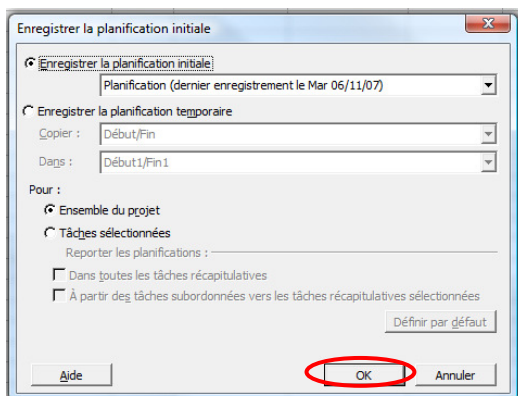 Enregistrer la planification initiale
Enregistrer la planification initiale
Planification (dernier enregistrement le Mar 06/11/07)
Enregistrer la planification temporaire
Copier : Début/Fin
Dans : Début1/Fin1
Pour :
Ensemble du projet
Tâches sélectionnées
Reporter les planifications :
Dans toutes les tâches récapitulatives
À partir des tâches subordonnées vers les tâches récapitulatives sélectionnées
Définir par défaut
Aide OK Annuler